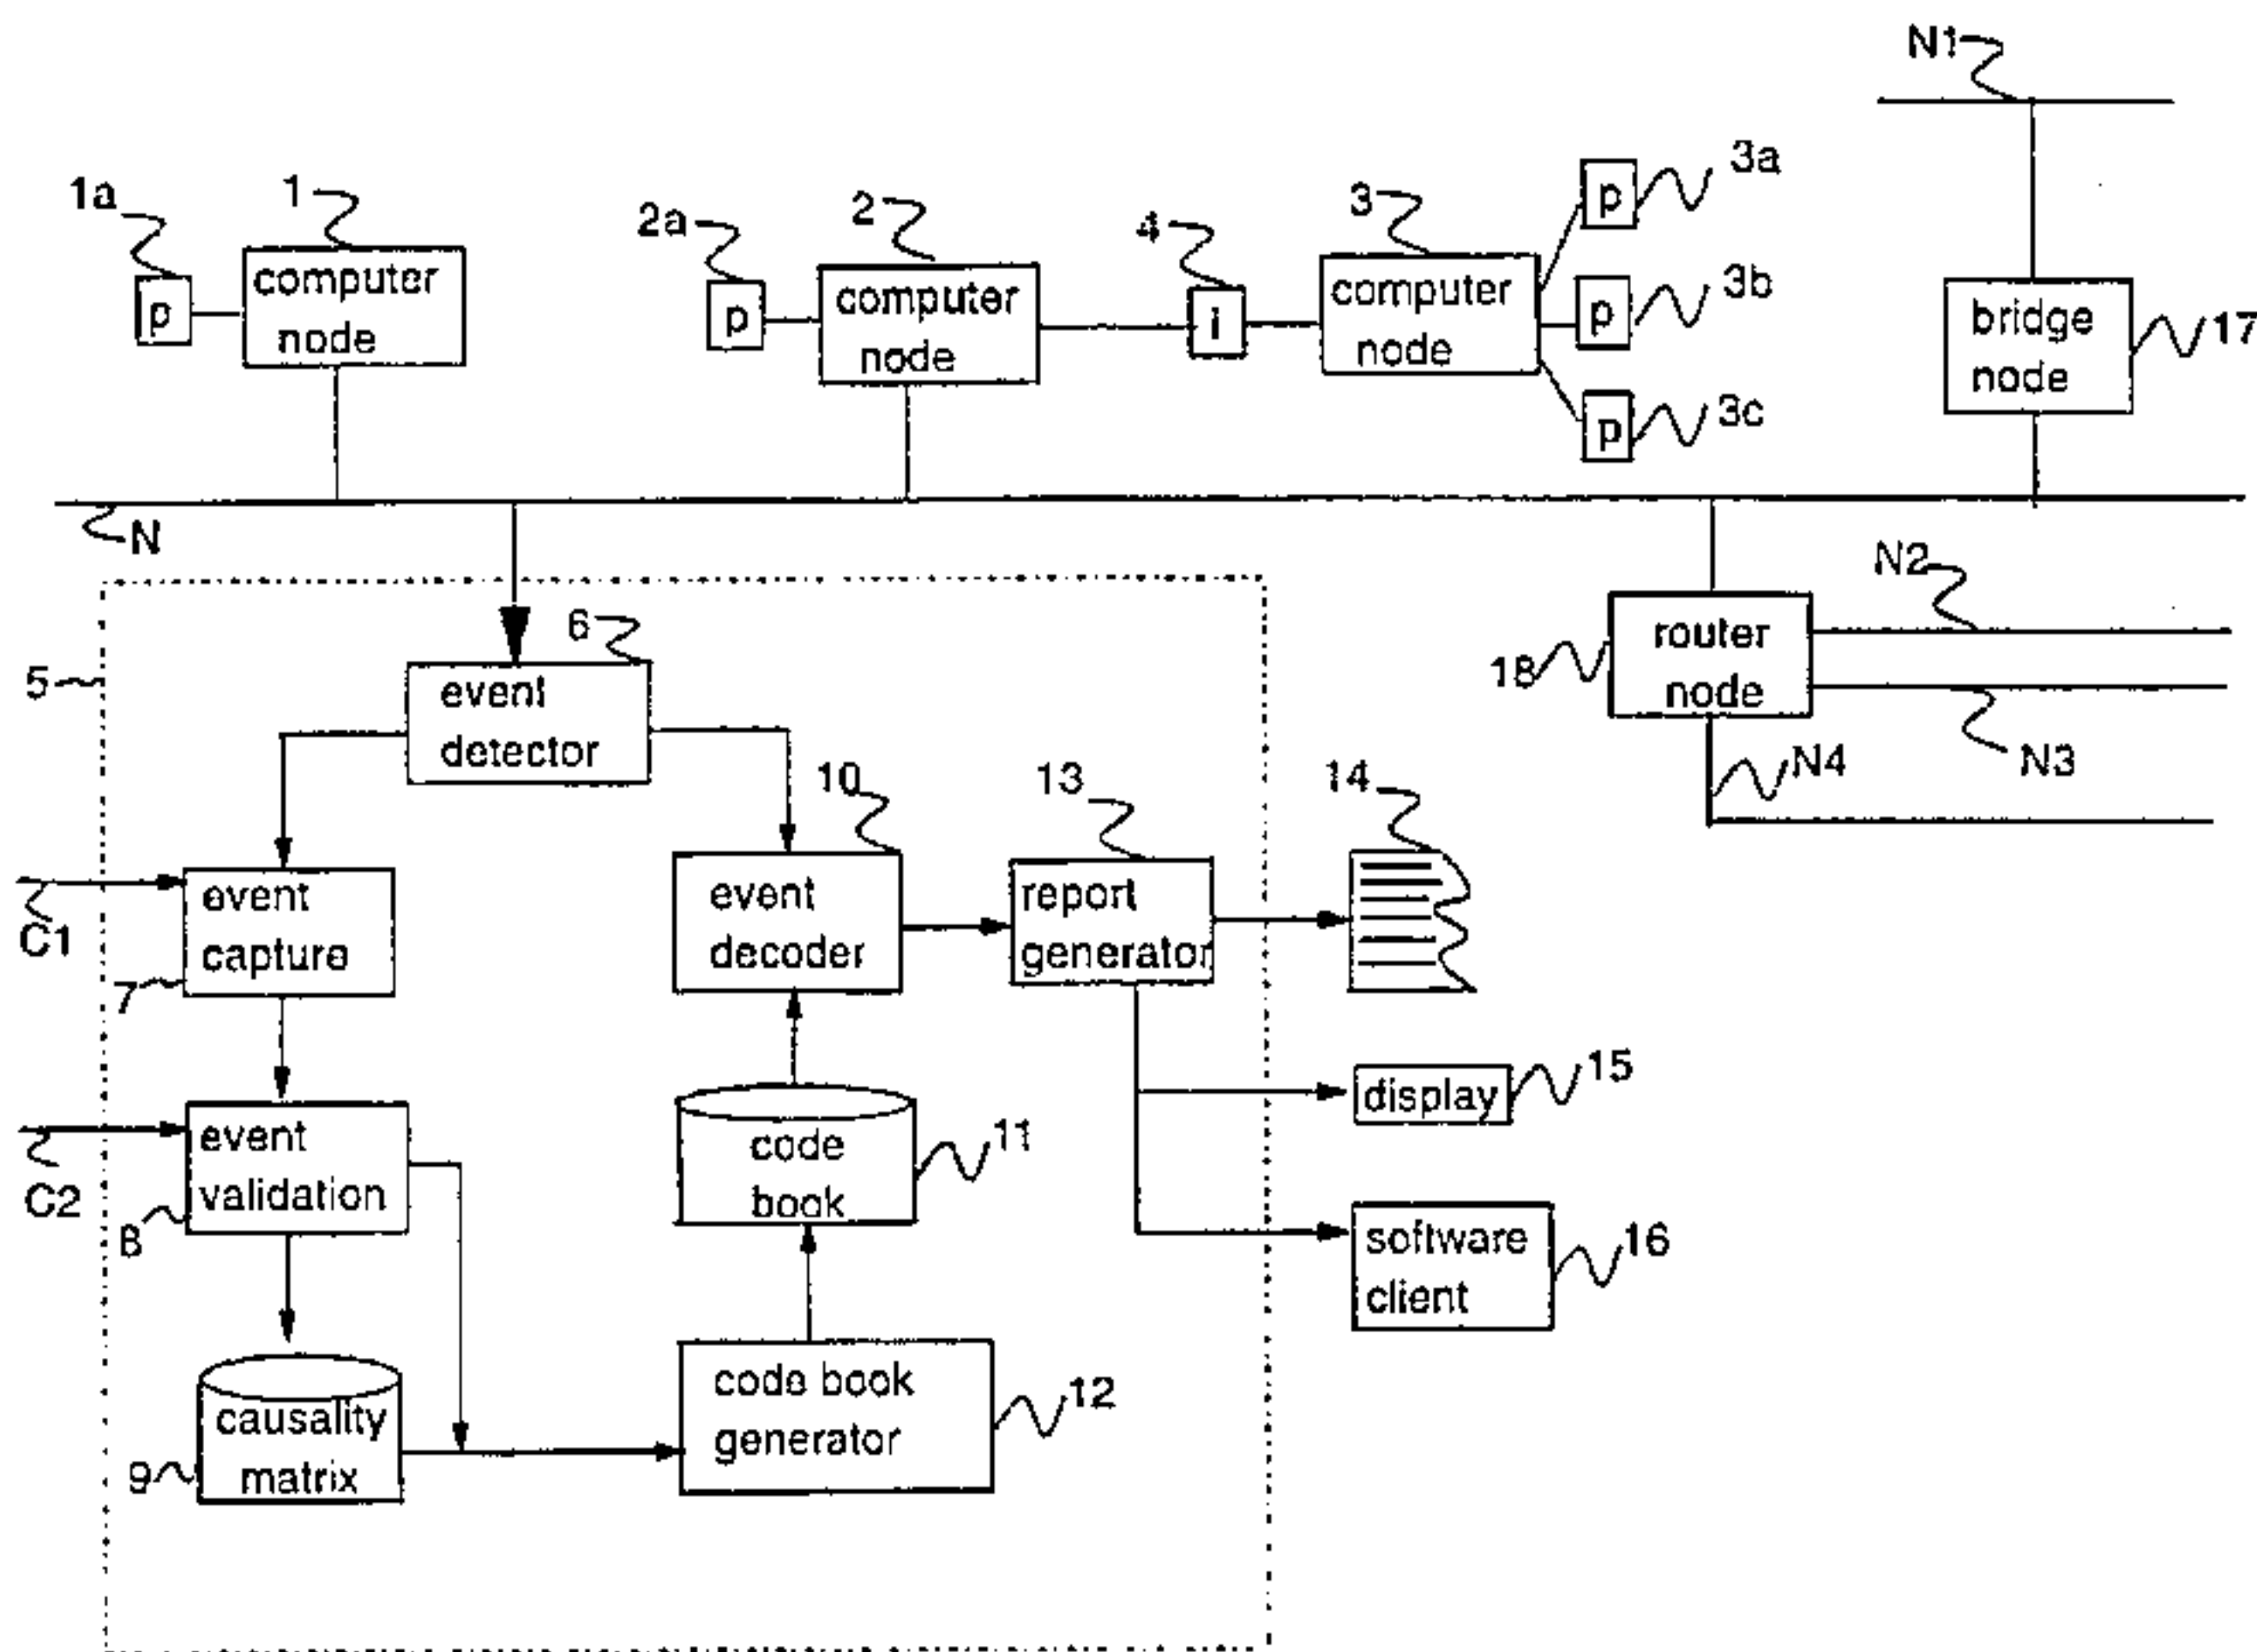 N1
3a
1a
1
2a
2
4
3
p
computer
node
p
computer
node
i
computer
node
p
3b
p
3c
bridge
node
17
N
N2
5
6
event
detector
router
node
18
N4
N3
10
13
14
C1
event
capture
7
event
decoder
report
generator
C2
event
validation
8
code
book
11
display
15
software
client
16
causality
matrix
9
code book
generator
12